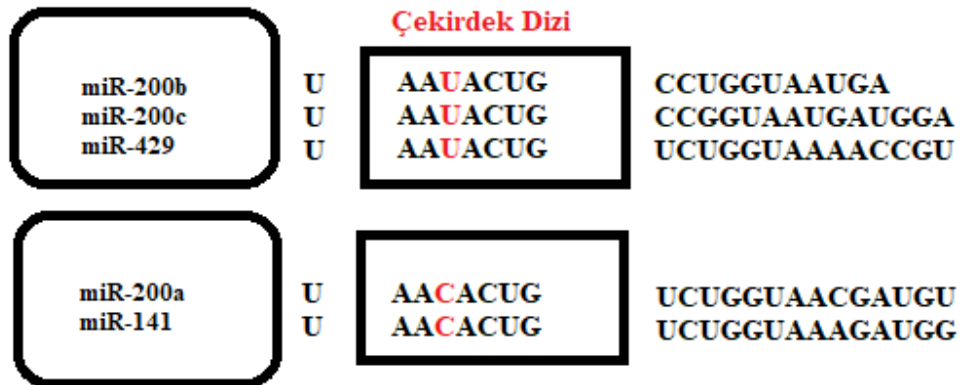 Çekirdek Dizi
miR-200b U AAUACUG CCUGGUAAUGA
miR-200c U AAUACUG CCGGUAAUGAUGGA
miR-429 U AAUACUG UCUGGUAAAACCGU
miR-200a U AACACUG UCUGGUAACGAUGU
miR-141 U AACACUG UCUGGUAAAGAUGG